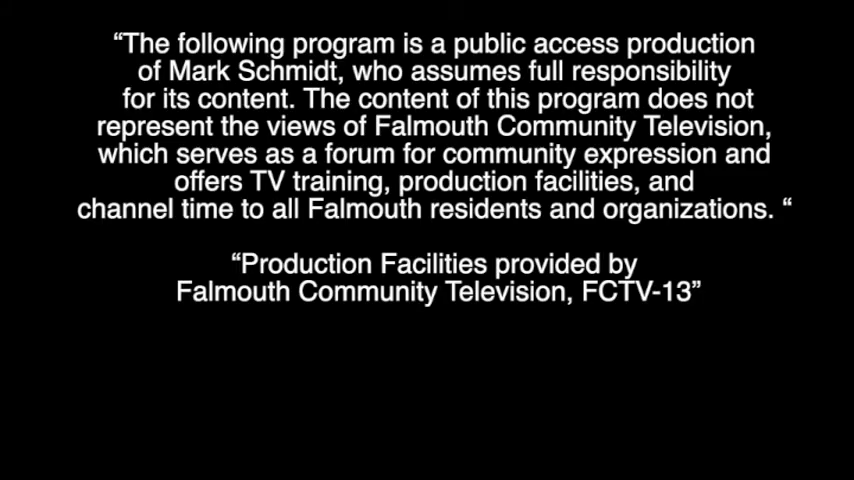 “The following program is a public access production
of Mark Schmidt, who assumes full responsibility
for its content. The content of this program does not
represent the views of Falmouth Community Television,
which serves as a forum for community expression and
offers TV training, production facilities, and
channel time to all Falmouth residents and organizations. “
“Production Facilities provided by
Falmouth Community Television, FCTV-13”